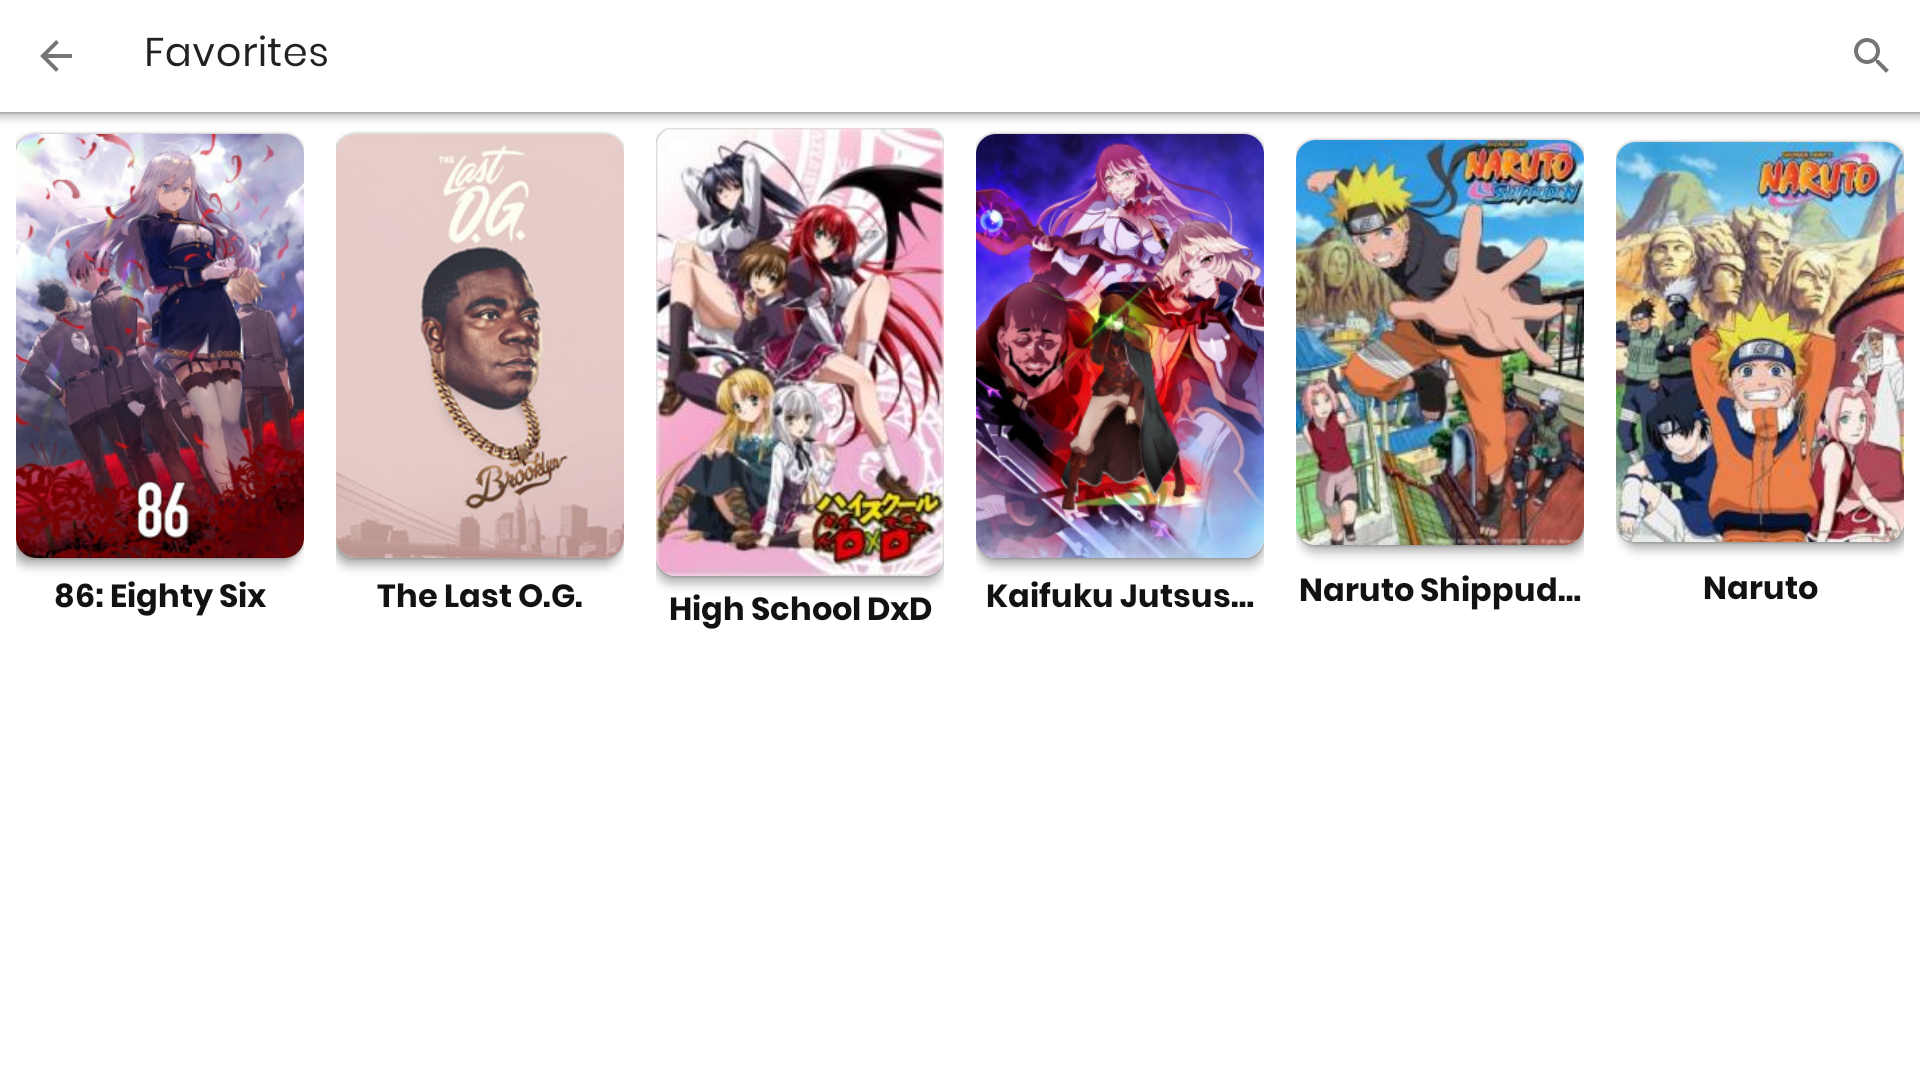 Favorites
86
THE
Last
O.G.
Brooklyn
ハイスクール
D×D
NARUTO
SHIPPUDEN
NARUTO
86: Eighty Six
The Last O.G.
High School DxD
Kaifuku Jutsus...
Naruto Shippud...
Naruto